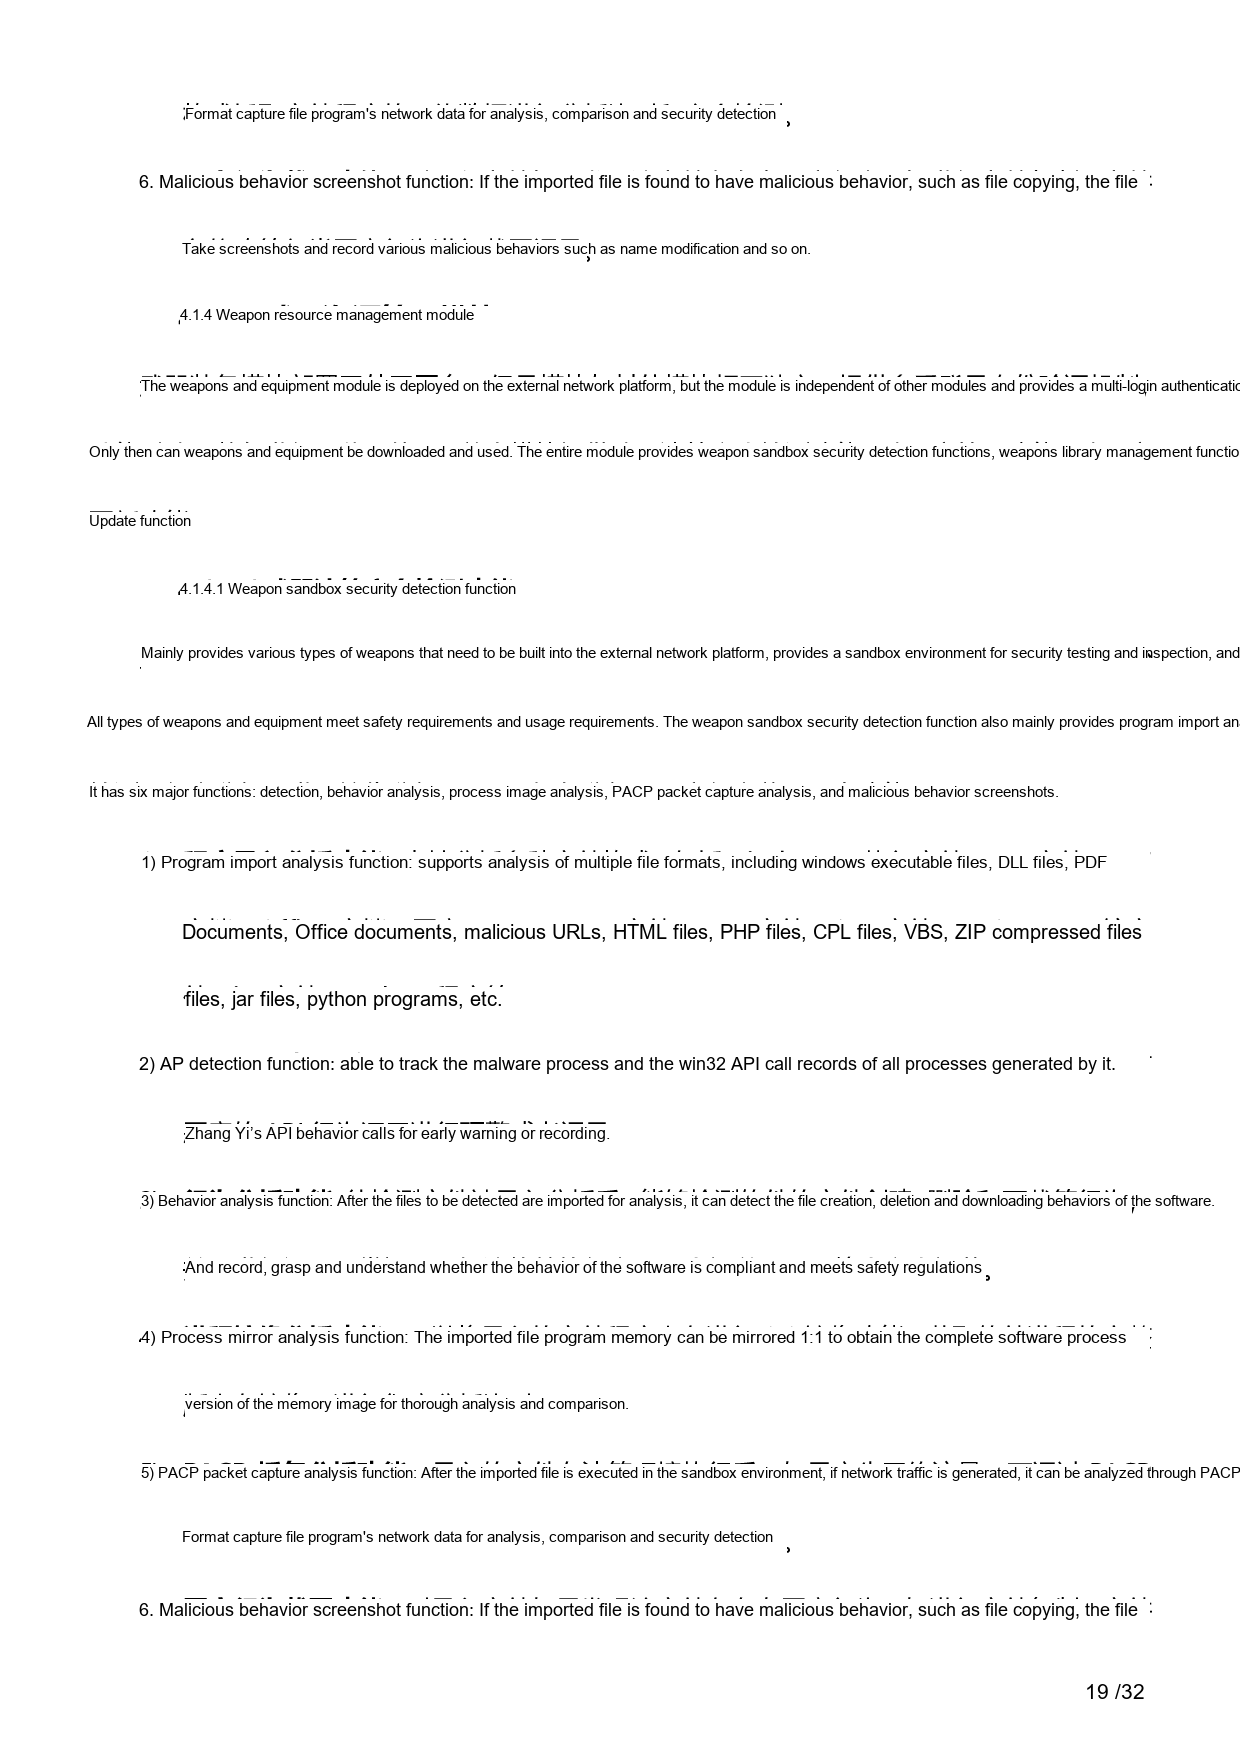 Format capture file program's network data for analysis, comparison and security detection
6. Malicious behavior screenshot function: If the imported file is found to have malicious behavior, such as file copying, the file
Take screenshots and record various malicious behaviors such as name modification and so on.
4.1.4 Weapon resource management module
The weapons and equipment module is deployed on the external network platform, but the module is independent of other modules and provides a multi-login
Only then can weapons and equipment be downloaded and used. The entire module provides weapon sandbox security detection functions, weapons library management
Update function
4.1.4.1 Weapon sandbox security detection function
Mainly provides various types of weapons that need to be built into the external network platform, provides a sandbox environment for security testing and inspection, and
All types of weapons and equipment meet safety requirements and usage requirements. The weapon sandbox security detection function also mainly provides program import
It has six major functions: detection, behavior analysis, process image analysis, PACP packet capture analysis, and malicious behavior screenshots.
1) Program import analysis function: supports analysis of multiple file formats, including windows executable files, DLL files, PDF
Documents, Office documents, malicious URLs, HTML files, PHP files, CPL files, VBS, ZIP compressed files
files, jar files, python programs, etc.
2) AP detection function: able to track the malware process and the win32 API call records of all processes generated by it.
Zhang Yi's API behavior calls for early warning or recording.
3) Behavior analysis function: After the files to be detected are imported for analysis, it can detect the file creation, deletion and downloading behaviors of the software.
And record, grasp and understand whether the behavior of the software is compliant and meets safety regulations
4) Process mirror analysis function: The imported file program memory can be mirrored 1:1 to obtain the complete software process
version of the memory image for thorough analysis and comparison.
5) PACP packet capture analysis function: After the imported file is executed in the sandbox environment, if network traffic is generated, it can be analyzed through PACP
Format capture file program's network data for analysis, comparison and security detection
6. Malicious behavior screenshot function: If the imported file is found to have malicious behavior, such as file copying, the file
19 /32